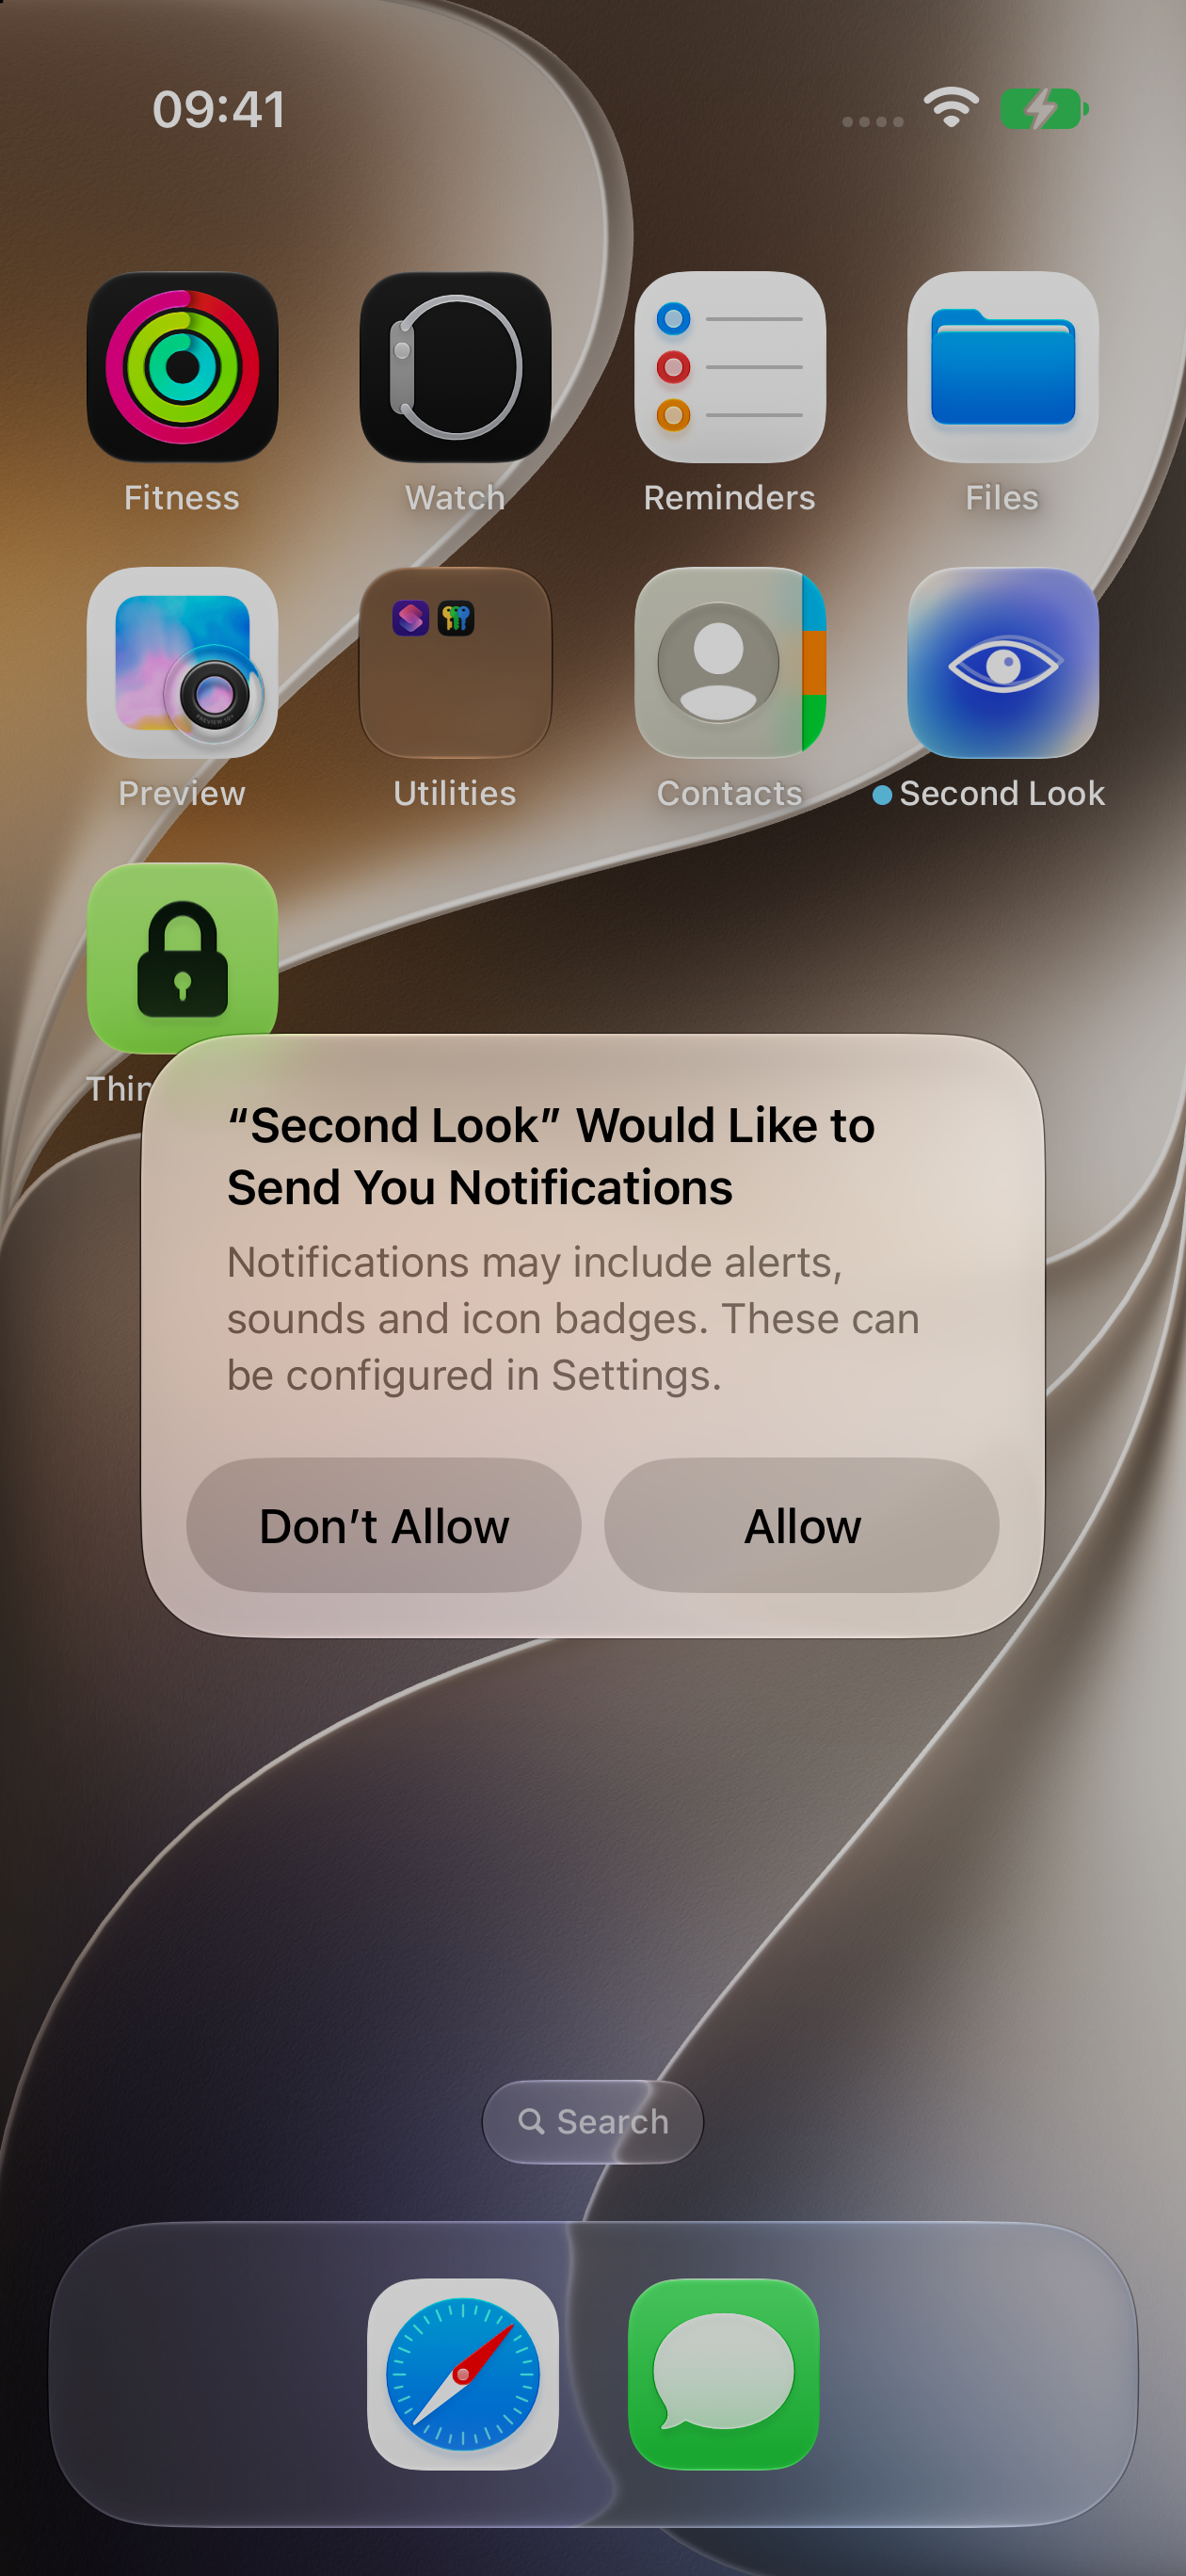 09:41
Fitness Watch Reminders Files
Preview Utilities Contacts Second Look
“Second Look” Would Like to
Send You Notifications
Notifications may include alerts,
sounds and icon badges. These can
be configured in Settings.
Don’t Allow Allow
Search